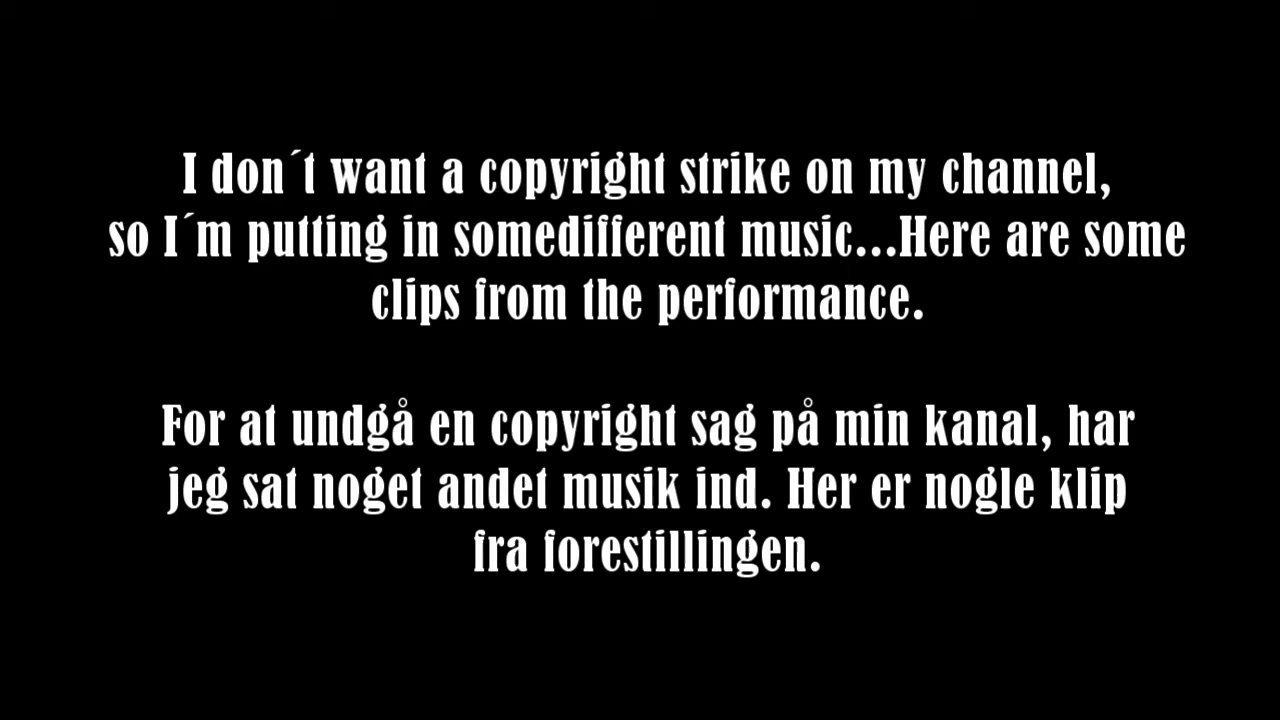 I don´t want a copyright strike on my channel,
so I´m putting in somedifferent music...Here are some
clips from the performance.
For at undgå en copyright sag på min kanal, har
jeg sat noget andet musik ind. Her er nogle klip
fra forestillingen.